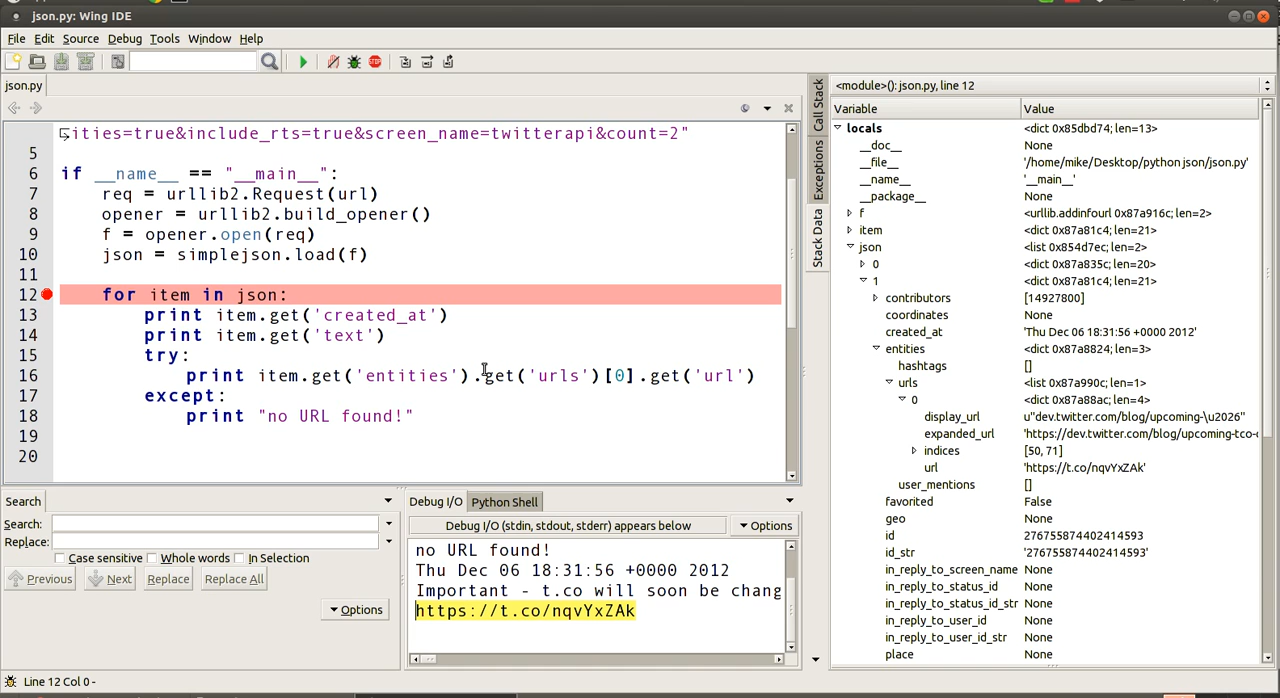 json.py: Wing IDE
File Edit Source Debug Tools Window Help
json.py
ities=true&include_rts=true&screen_name=twitterapi&count=2"
5
6 if __name__ == "__main__":
7 req = urllib2.Request(url)
8 opener = urllib2.build_opener()
9 f = opener.open(req)
10 json = simplejson.load(f)
11
12 for item in json:
13 print item.get('created_at')
14 print item.get('text')
15 try:
16 print item.get('entities').get('urls')[0].get('url')
17 except:
18 print "no URL found!"
19
20
Search
Search:
Replace:
Case sensitive Whole words In Selection
Previous Next Replace Replace All
Options
Debug I/O Python Shell
Debug I/O (stdin, stdout, stderr) appears below Options
no URL found!
Thu Dec 06 18:31:56 +0000 2012
Important - t.co will soon be chang
https://t.co/nqvYxZAk
Call Stack
Exceptions
Stack Data
<module>(): json.py, line 12
Variable Value
locals <dict 0x85dbd74; len=13>
__doc__ None
__file__ '/home/mike/Desktop/python json/json.py'
__name__ '__main__'
__package__ None
f <urllib.addinfourl 0x87a916c; len=2>
item <dict 0x87a81c4; len=21>
json <list 0x854d7ec; len=2>
0 <dict 0x87a835c; len=20>
1 <dict 0x87a81c4; len=21>
contributors [14927800]
coordinates None
created_at 'Thu Dec 06 18:31:56 +0000 2012'
entities <dict 0x87a8824; len=3>
hashtags []
urls <list 0x87a990c; len=1>
0 <dict 0x87a88ac; len=4>
display_url u"dev.twitter.com/blog/upcoming-\u2026"
expanded_url 'https://dev.twitter.com/blog/upcoming-tco-c
indices [50, 71]
url 'https://t.co/nqvYxZAk'
user_mentions []
favorited False
geo None
id 276755874402414593
id_str '276755874402414593'
in_reply_to_screen_name None
in_reply_to_status_id None
in_reply_to_status_id_str None
in_reply_to_user_id None
in_reply_to_user_id_str None
place None
Line 12 Col 0 -